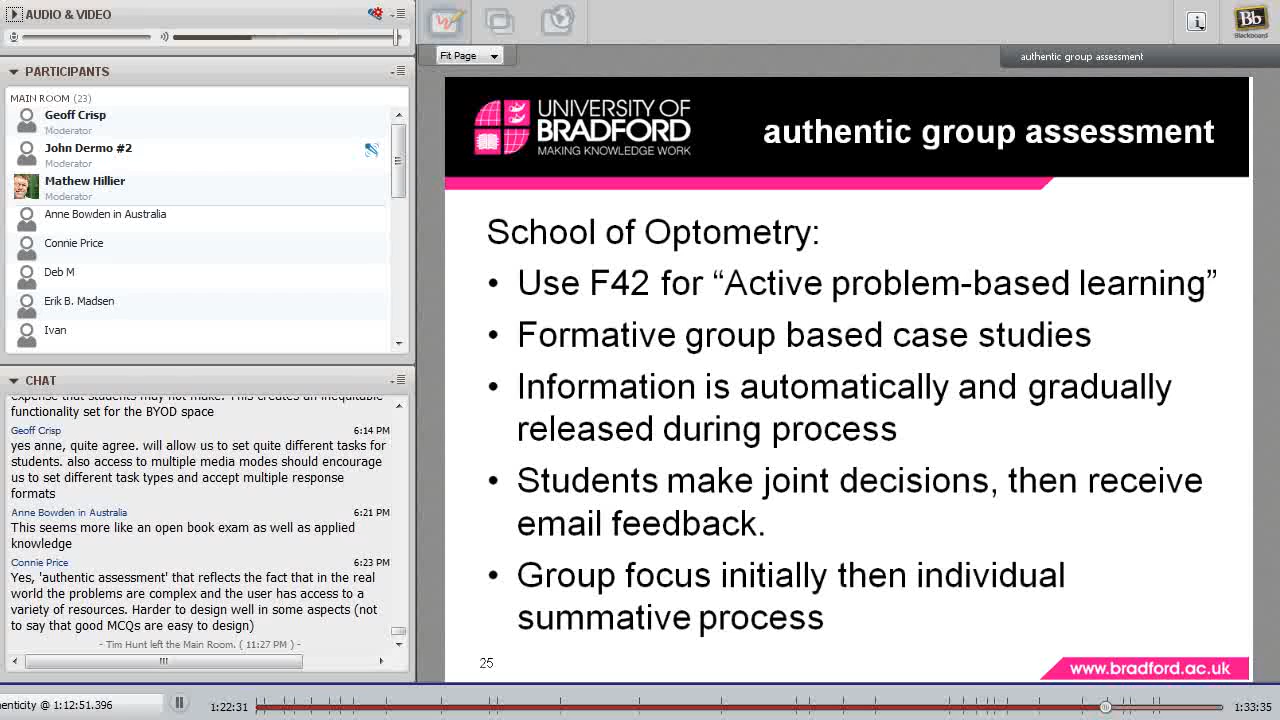 AUDIO & VIDEO
PARTICIPANTS
MAIN ROOM (23)
Geoff Crisp
Moderator
John Dermo #2
Moderator
Mathew Hillier
Moderator
Anne Bowden in Australia
Connie Price
Deb M
Erik B. Madsen
Ivan
CHAT
functionality set for the BYOD space
Geoff Crisp 6:14 PM
yes anne, quite agree. will allow us to set quite different tasks for
students. also access to multiple media modes should encourage
us to set different task types and accept multiple response
formats
Anne Bowden in Australia 6:21 PM
This seems more like an open book exam as well as applied
knowledge
Connie Price 6:23 PM
Yes, 'authentic assessment' that reflects the fact that in the real
world the problems are complex and the user has access to a
variety of resources. Harder to design well in some aspects (not
to say that good MCQs are easy to design)
- Tim Hunt left the Main Room. ( 11:27 PM ) -
Fit Page
authentic group assessment
Bb
Blackboard
UNIVERSITY OF
BRADFORD
MAKING KNOWLEDGE WORK
authentic group assessment
School of Optometry:
• Use F42 for “Active problem-based learning”
• Formative group based case studies
• Information is automatically and gradually
released during process
• Students make joint decisions, then receive
email feedback.
• Group focus initially then individual
summative process
25
www.bradford.ac.uk
enticity @ 1:12:51.396
1:22:31
1:33:35